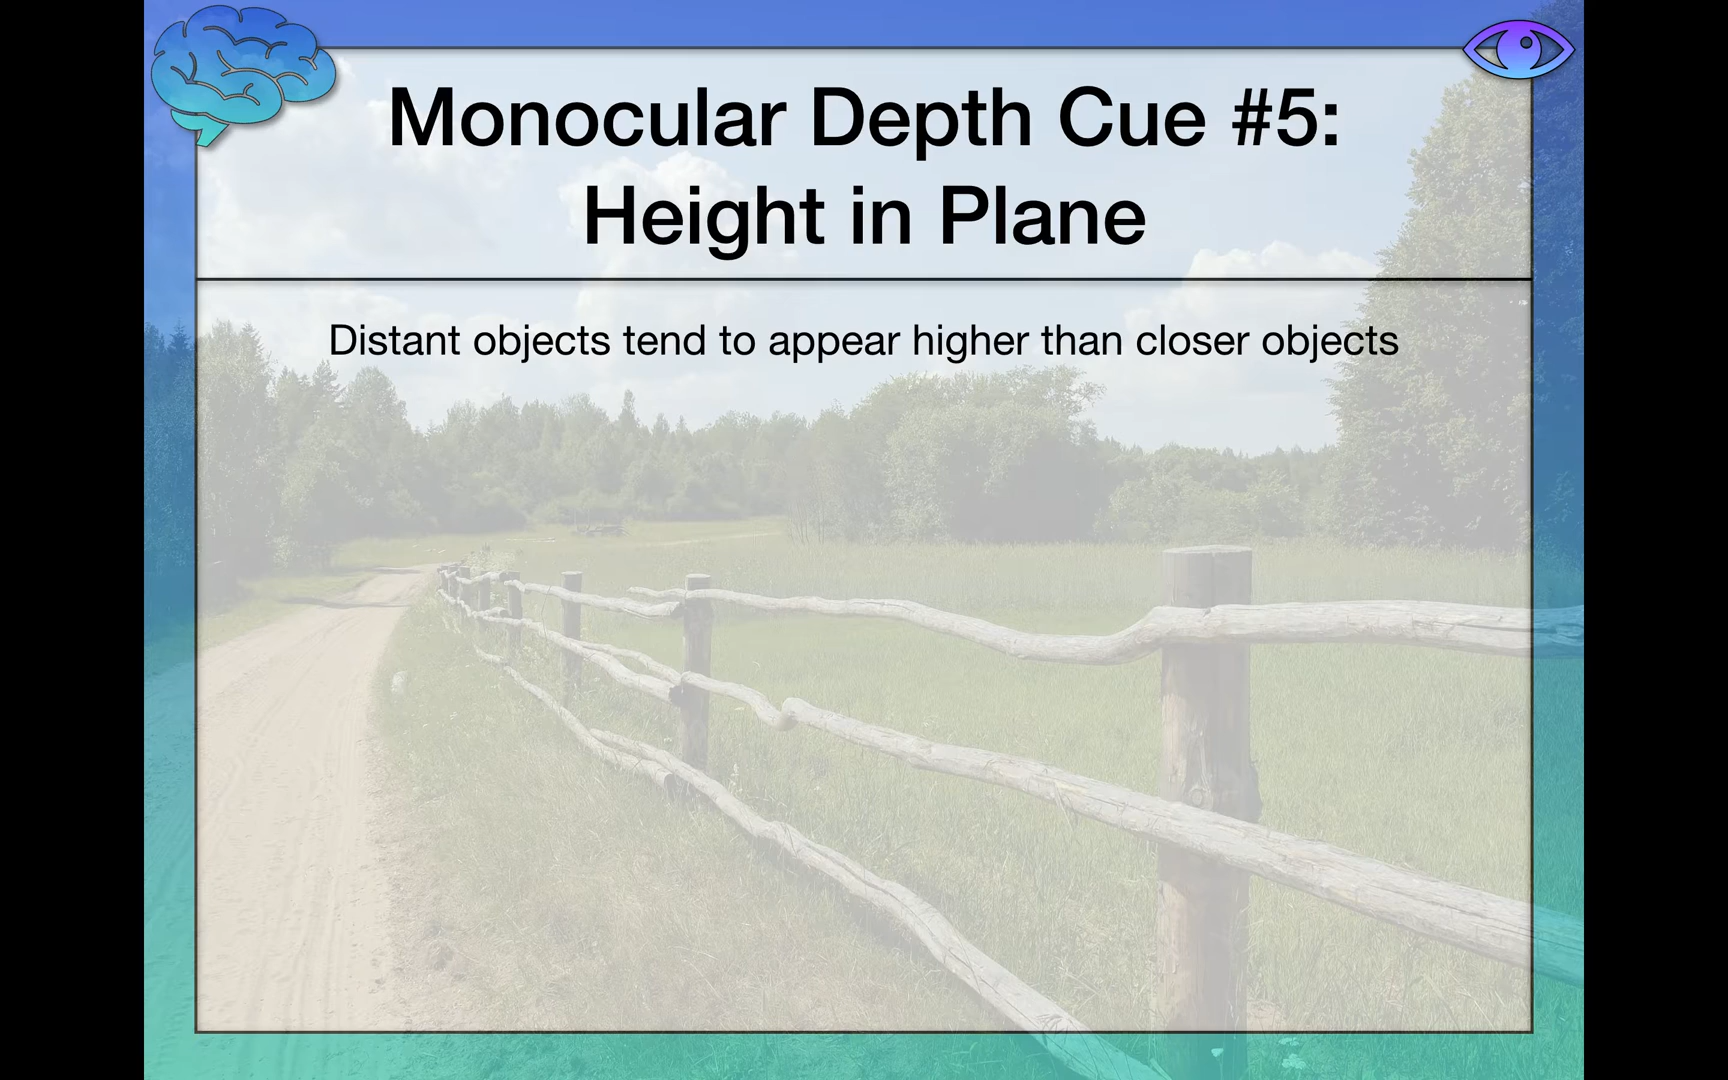 Monocular Depth Cue #5:
Height in Plane
Distant objects tend to appear higher than closer objects